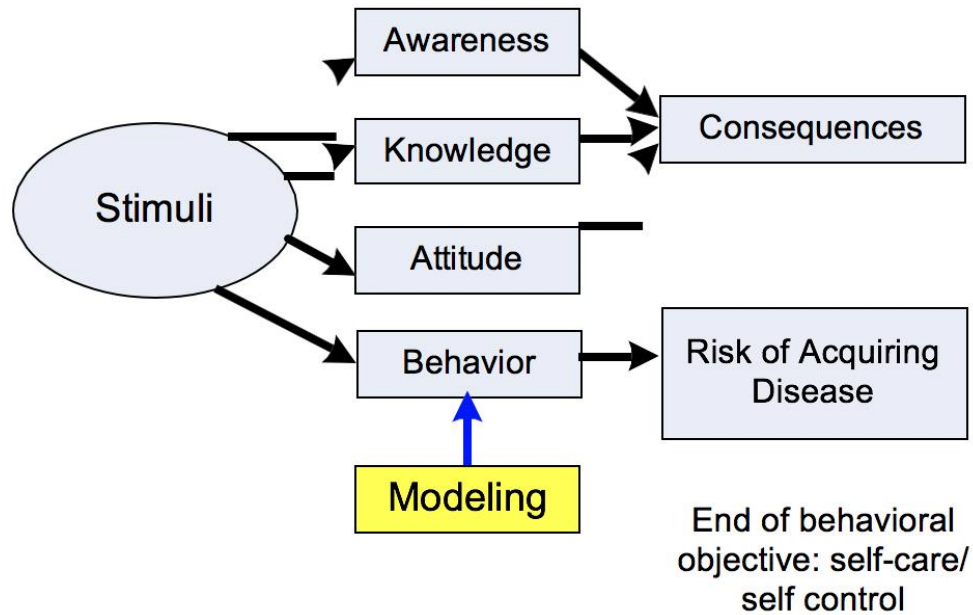 Awareness
Consequences
Knowledge
Stimuli
Attitude
Behavior
Risk of Acquiring
Disease
Modeling
End of behavioral
objective: self-care/
self control